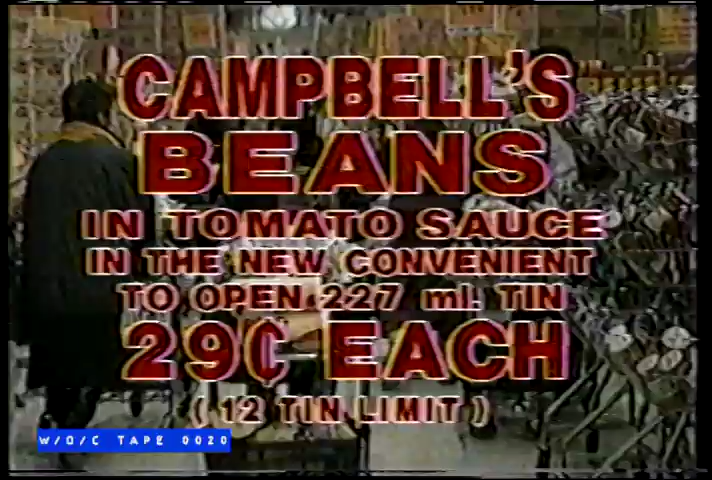 CAMPBELL'S
BEANS
IN TOMATO SAUCE
IN THE NEW CONVENIENT
TO OPEN 227 ml. TIN
29¢ EACH
( 12 TIN LIMIT )
W/O/C TAPE 0020